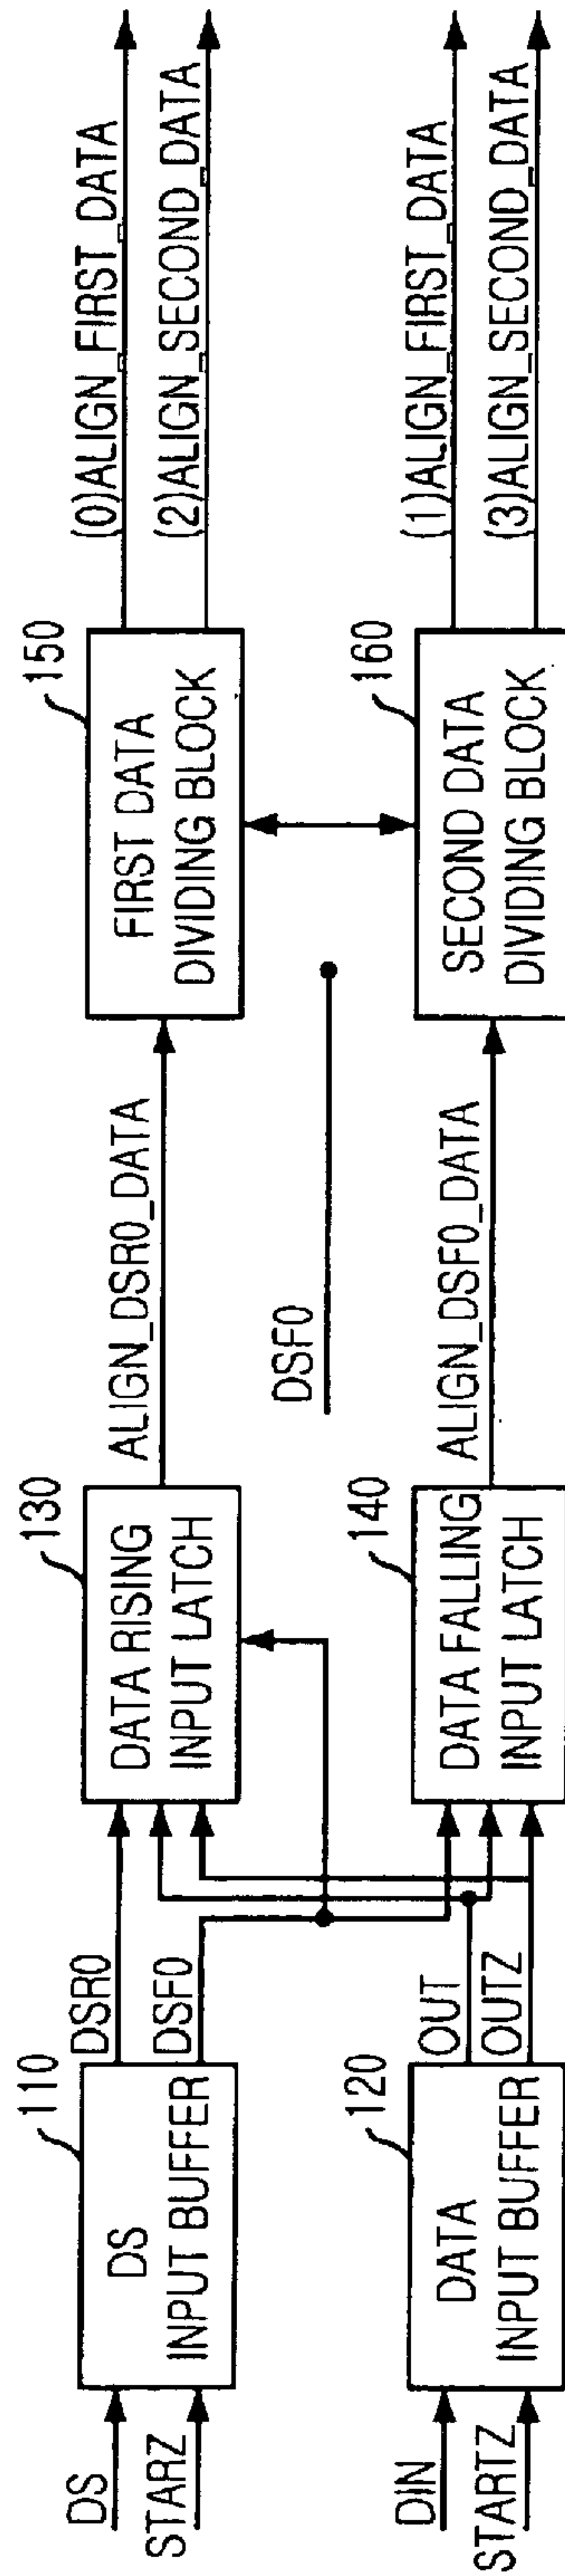 DS
STARZ
110
DS
INPUT BUFFER
DSR0
DSF0
DIN
STARTZ
120
DATA
INPUT BUFFER
OUT
OUTZ
130
DATA RISING
INPUT LATCH
ALIGN_DSR0_DATA
140
DATA FALLING
INPUT LATCH
ALIGN_DSF0_DATA
DSF0
150
FIRST DATA
DIVIDING BLOCK
(0)ALIGN_FIRST_DATA
(2)ALIGN_SECOND_DATA
160
SECOND DATA
DIVIDING BLOCK
(1)ALIGN_FIRST_DATA
(3)ALIGN_SECOND_DATA